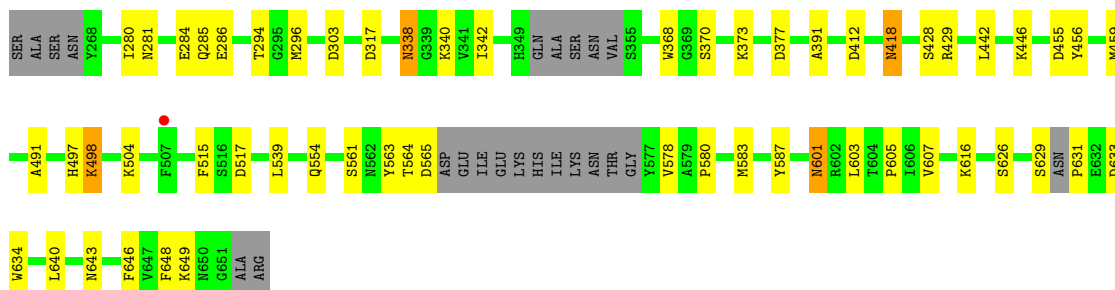 SER ALA SER ASN Y268 I280 N281 E284 Q285 E286 T294 G295 M296 D303 D317 N338 G339 K340 V341 I342 H349 GLN ALA SER ASN VAL S355 W368 G369 S370 K373 D377 A391 D412 N418 S428 R429 L442 K446 D455 Y456 M459
A491 H497 K498 K504 F507 F515 S516 D517 L539 Q554 S561 N562 Y563 T564 D565 ASP GLU ILE GLU LYS HIS ILE LYS ASN THR GLY Y577 V578 A579 P580 M583 Y587 N601 R602 L603 T604 P605 I606 V607 K616 S626 S629 ASN P631 E632 D633
W634 L640 N643 F646 V647 F648 K649 N650 G651 ALA ARG